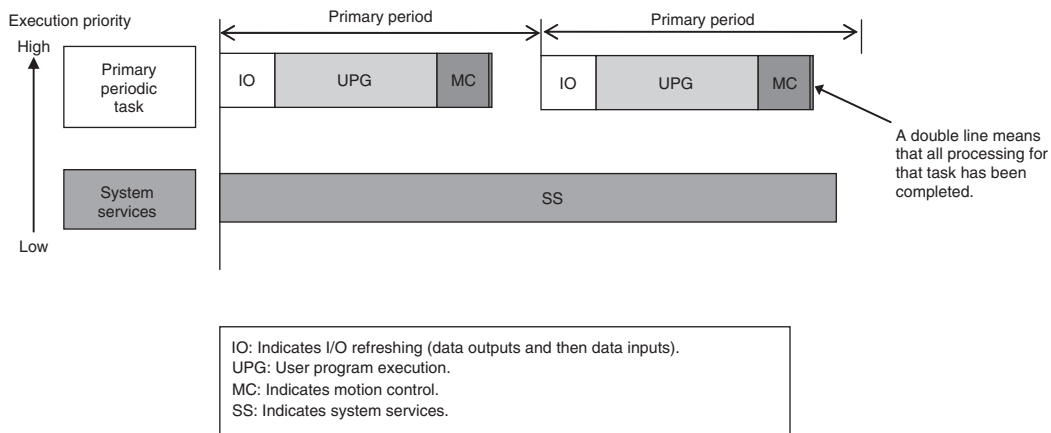 Execution priority
High
Primary
periodic
task
System
services
Low
Primary period
Primary period
IO
UPG
MC
IO
UPG
MC
A double line means
that all processing for
that task has been
completed.
SS
IO: Indicates I/O refreshing (data outputs and then data inputs).
UPG: User program execution.
MC: Indicates motion control.
SS: Indicates system services.